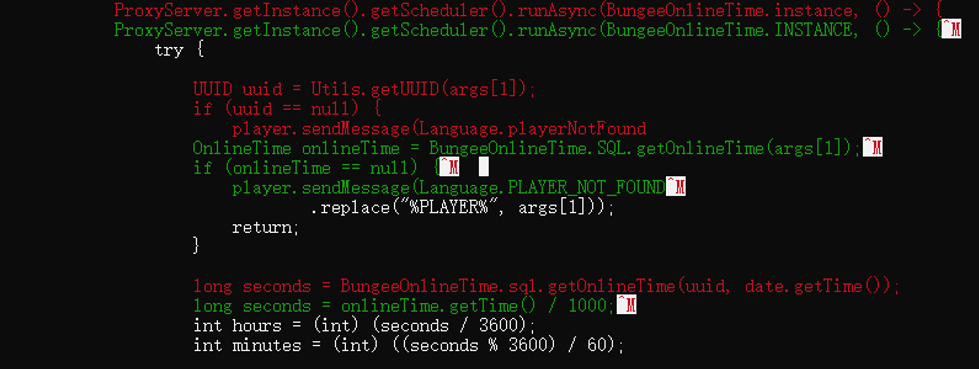 ProxyServer.getInstance().getScheduler().runAsync(BungeeOnlineTime.instance, () -> {
ProxyServer.getInstance().getScheduler().runAsync(BungeeOnlineTime.INSTANCE, () -> {^M
try {
UUID uuid = Utils.getUUID(args[1]);
if (uuid == null) {
player.sendMessage(Language.playerNotFound
OnlineTime onlineTime = BungeeOnlineTime.SQL.getOnlineTime(args[1]);^M
if (onlineTime == null) {^M
player.sendMessage(Language.PLAYER_NOT_FOUND^M
.replace("%PLAYER%", args[1]));
return;
}
long seconds = BungeeOnlineTime.sql.getOnlineTime(uuid, date.getTime());
long seconds = onlineTime.getTime() / 1000;^M
int hours = (int) (seconds / 3600);
int minutes = (int) ((seconds % 3600) / 60);